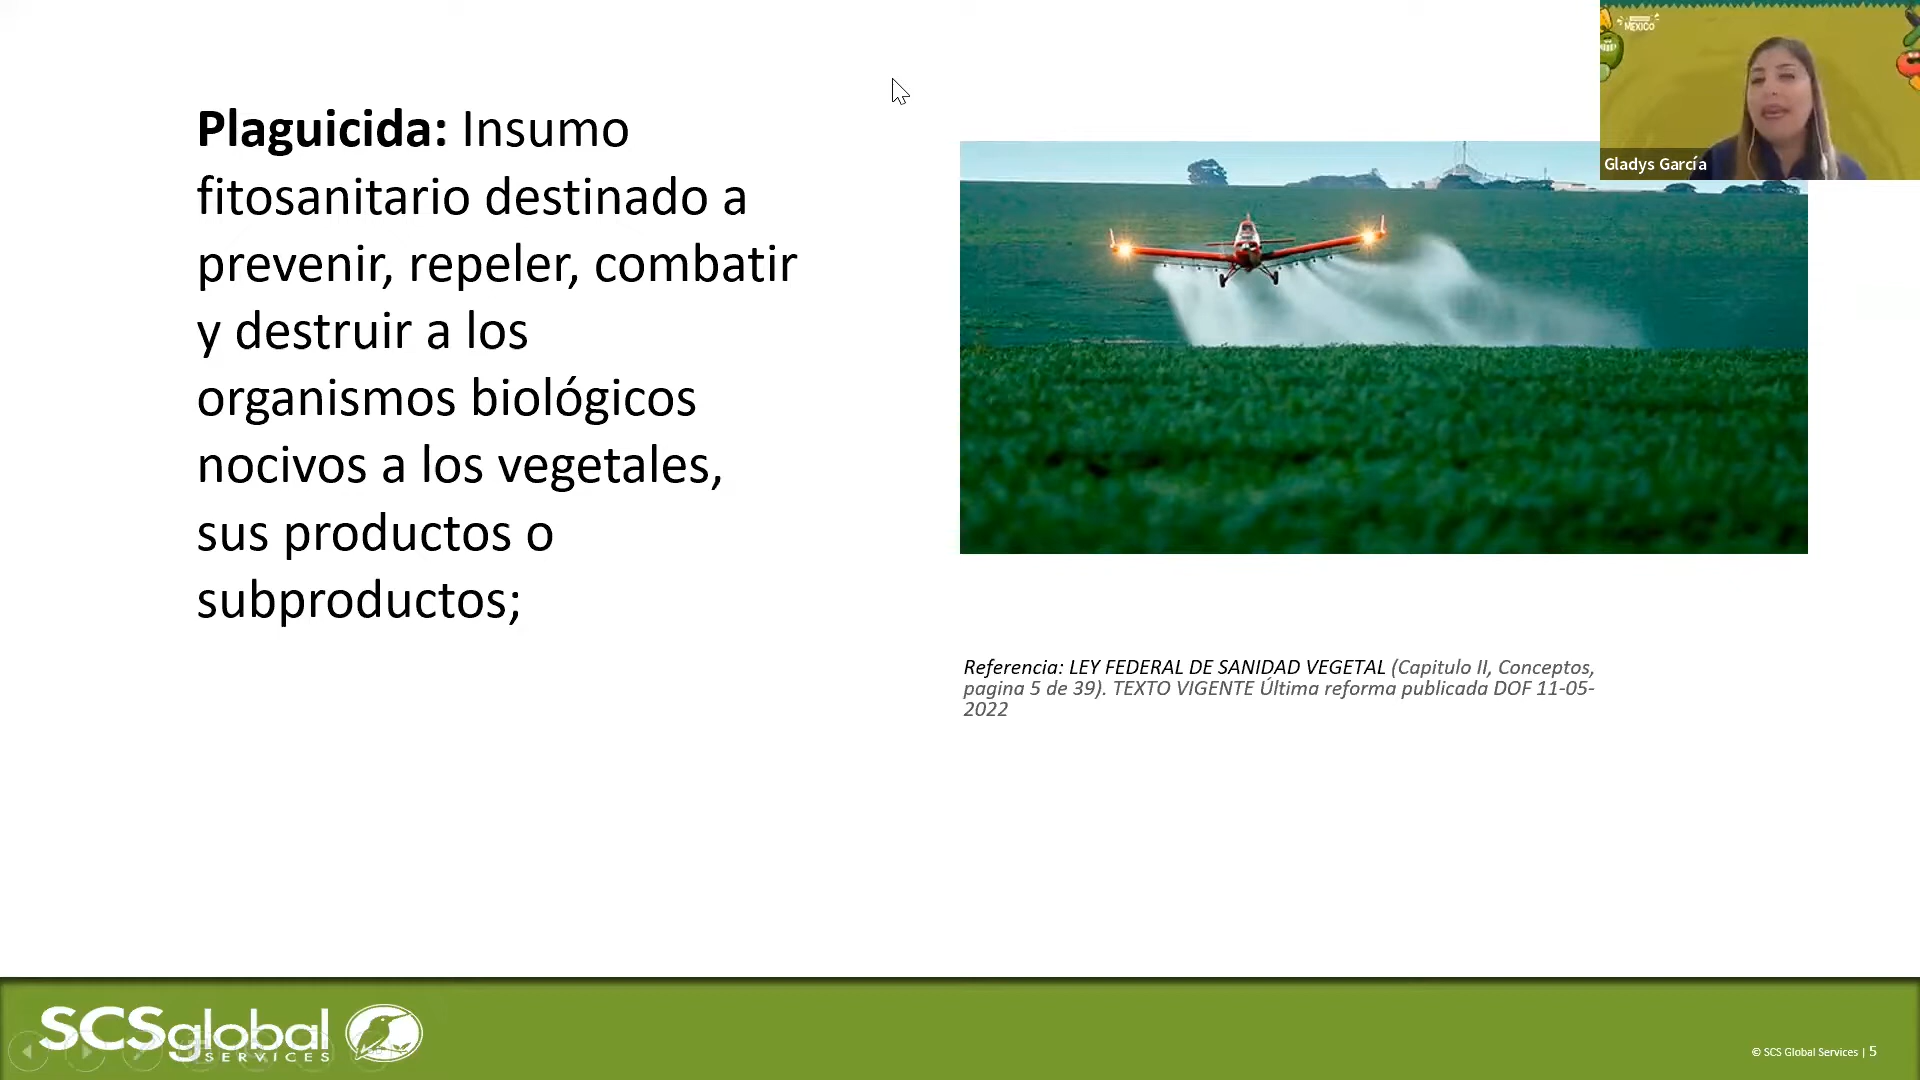 Plaguicida: Insumo
fitosanitario destinado a
prevenir, repeler, combatir
y destruir a los
organismos biológicos
nocivos a los vegetales,
sus productos o
subproductos;
MÉXICO
Gladys García
Referencia: LEY FEDERAL DE SANIDAD VEGETAL (Capitulo II, Conceptos,
pagina 5 de 39). TEXTO VIGENTE Última reforma publicada DOF 11-05-
2022
SCSglobal
SERVICES
© SCS Global Services | 5